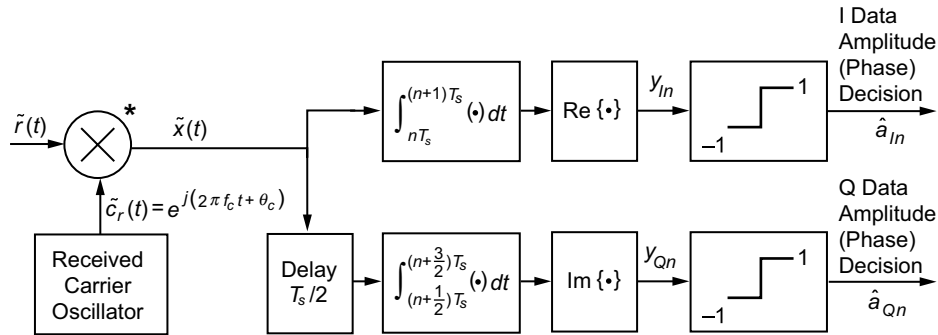 I Data
Amplitude
(Phase)
Decision
â_{In}
r̃(t)
*
x̃(t)
∫_{nT_s}^{(n+1)T_s} (•) dt
Re {•}
y_{In}
1
–1
c̃_r(t) = e^{j(2π f_c t + θ_c)}
Received
Carrier
Oscillator
Delay
T_s/2
∫_{(n+1/2)T_s}^{(n+3/2)T_s} (•) dt
Im {•}
y_{Qn}
1
–1
Q Data
Amplitude
(Phase)
Decision
â_{Qn}